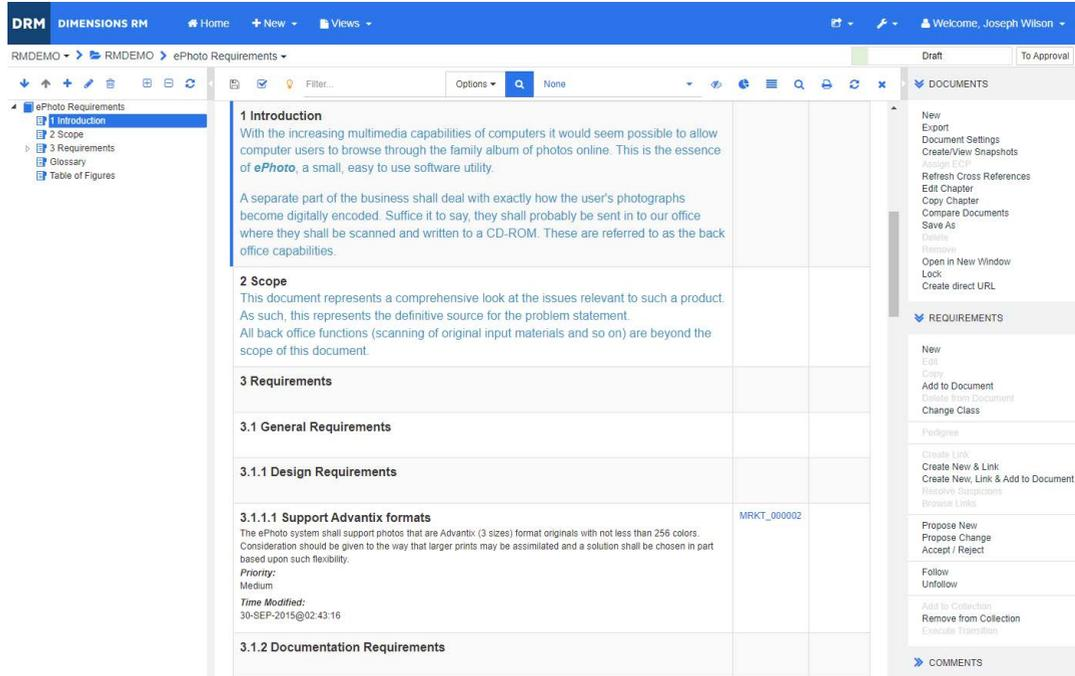 DRM DIMENSIONS RM Home New Views Welcome, Joseph Wilson
RMDEMO RMDEMO ePhoto Requirements Draft To Approval
Filter... Options None
ePhoto Requirements
1 Introduction
2 Scope
3 Requirements
Glossary
Table of Figures
1 Introduction
With the increasing multimedia capabilities of computers it would seem possible to allow
computer users to browse through the family album of photos online. This is the essence
of ePhoto, a small, easy to use software utility.
A separate part of the business shall deal with exactly how the user's photographs
become digitally encoded. Suffice it to say, they shall probably be sent in to our office
where they shall be scanned and written to a CD-ROM. These are referred to as the back
office capabilities.
2 Scope
This document represents a comprehensive look at the issues relevant to such a product.
As such, this represents the definitive source for the problem statement.
All back office functions (scanning of original input materials and so on) are beyond the
scope of this document.
3 Requirements
3.1 General Requirements
3.1.1 Design Requirements
3.1.1.1 Support Advantix formats MRKT_000002
The ePhoto system shall support photos that are Advantix (3 sizes) format originals with not less than 256 colors.
Consideration should be given to the way that larger prints may be assimilated and a solution shall be chosen in part
based upon such flexibility.
Priority:
Medium
Time Modified:
30-SEP-2015@02:43:16
3.1.2 Documentation Requirements
DOCUMENTS
New
Export
Document Settings
Create/View Snapshots
Assign ECP
Refresh Cross References
Edit Chapter
Copy Chapter
Compare Documents
Save As
Delete
Remove
Open in New Window
Lock
Create direct URL
REQUIREMENTS
New
Edit
Copy
Add to Document
Delete from Document
Change Class
Pedigree
Create Link
Create New & Link
Create New, Link & Add to Document
Resolve Suspicions
Browse Links
Propose New
Propose Change
Accept / Reject
Follow
Unfollow
Add to Collection
Remove from Collection
Execute Transition
COMMENTS